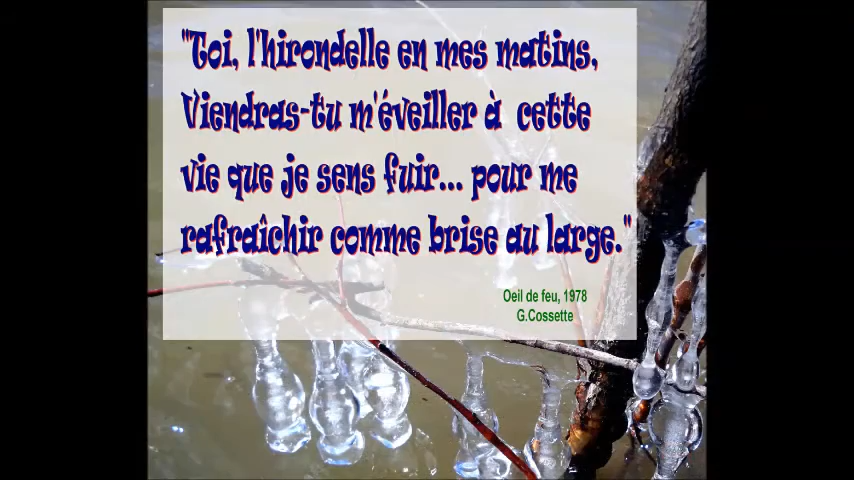 "Toi, l'hirondelle en mes matins,
Viendras-tu m'éveiller à cette
vie que je sens fuir... pour me
rafraîchir comme brise au large."
Oeil de feu, 1978
G.Cossette